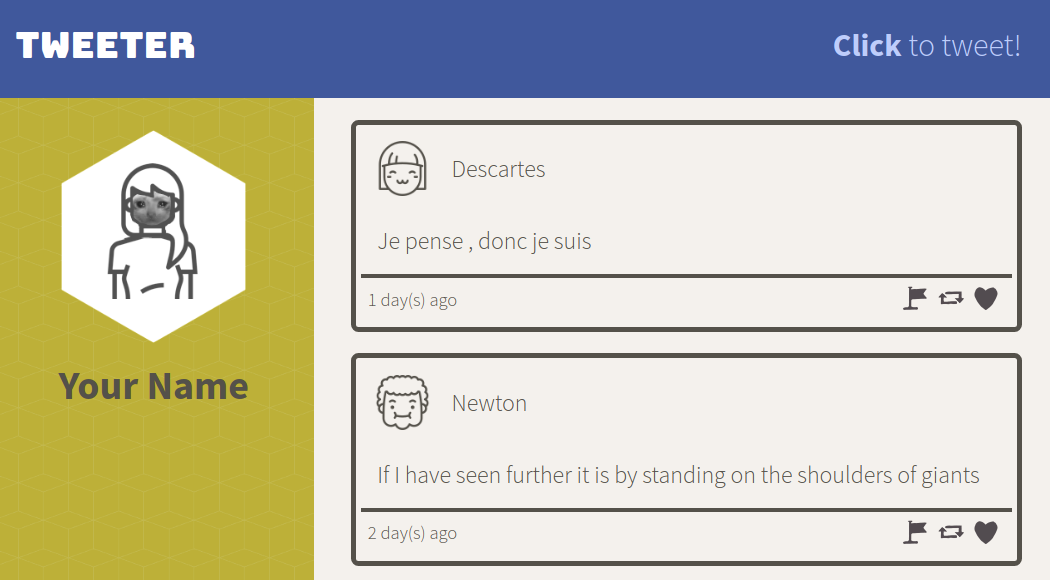 TWEETER
Click to tweet!
Your Name
Descartes
Je pense , donc je suis
1 day(s) ago
Newton
If I have seen further it is by standing on the shoulders of giants
2 day(s) ago